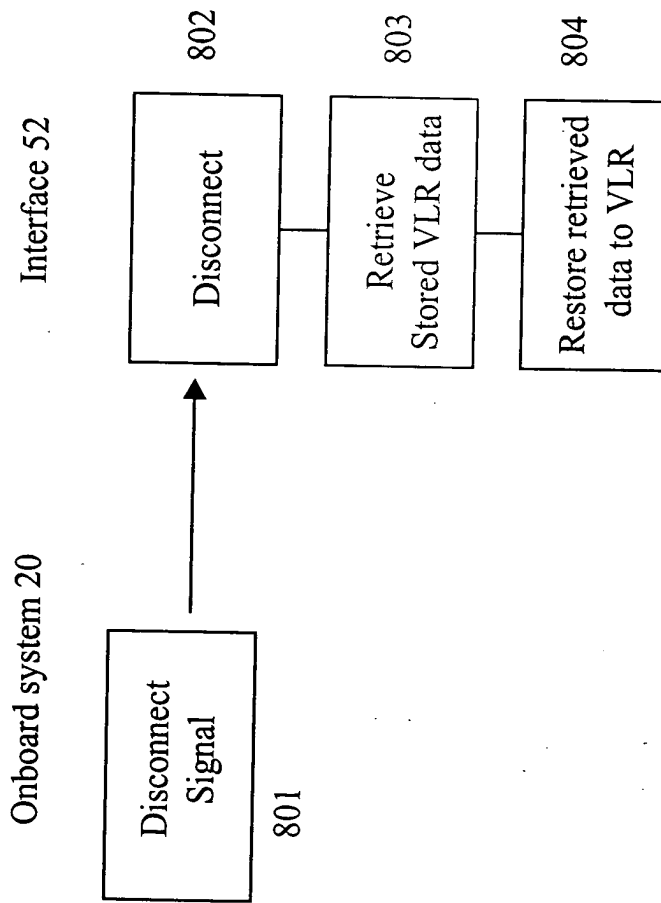 Onboard system 20
Interface 52
Disconnect
Signal
801
Disconnect
802
Retrieve
Stored VLR data
803
Restore retrieved
data to VLR
804